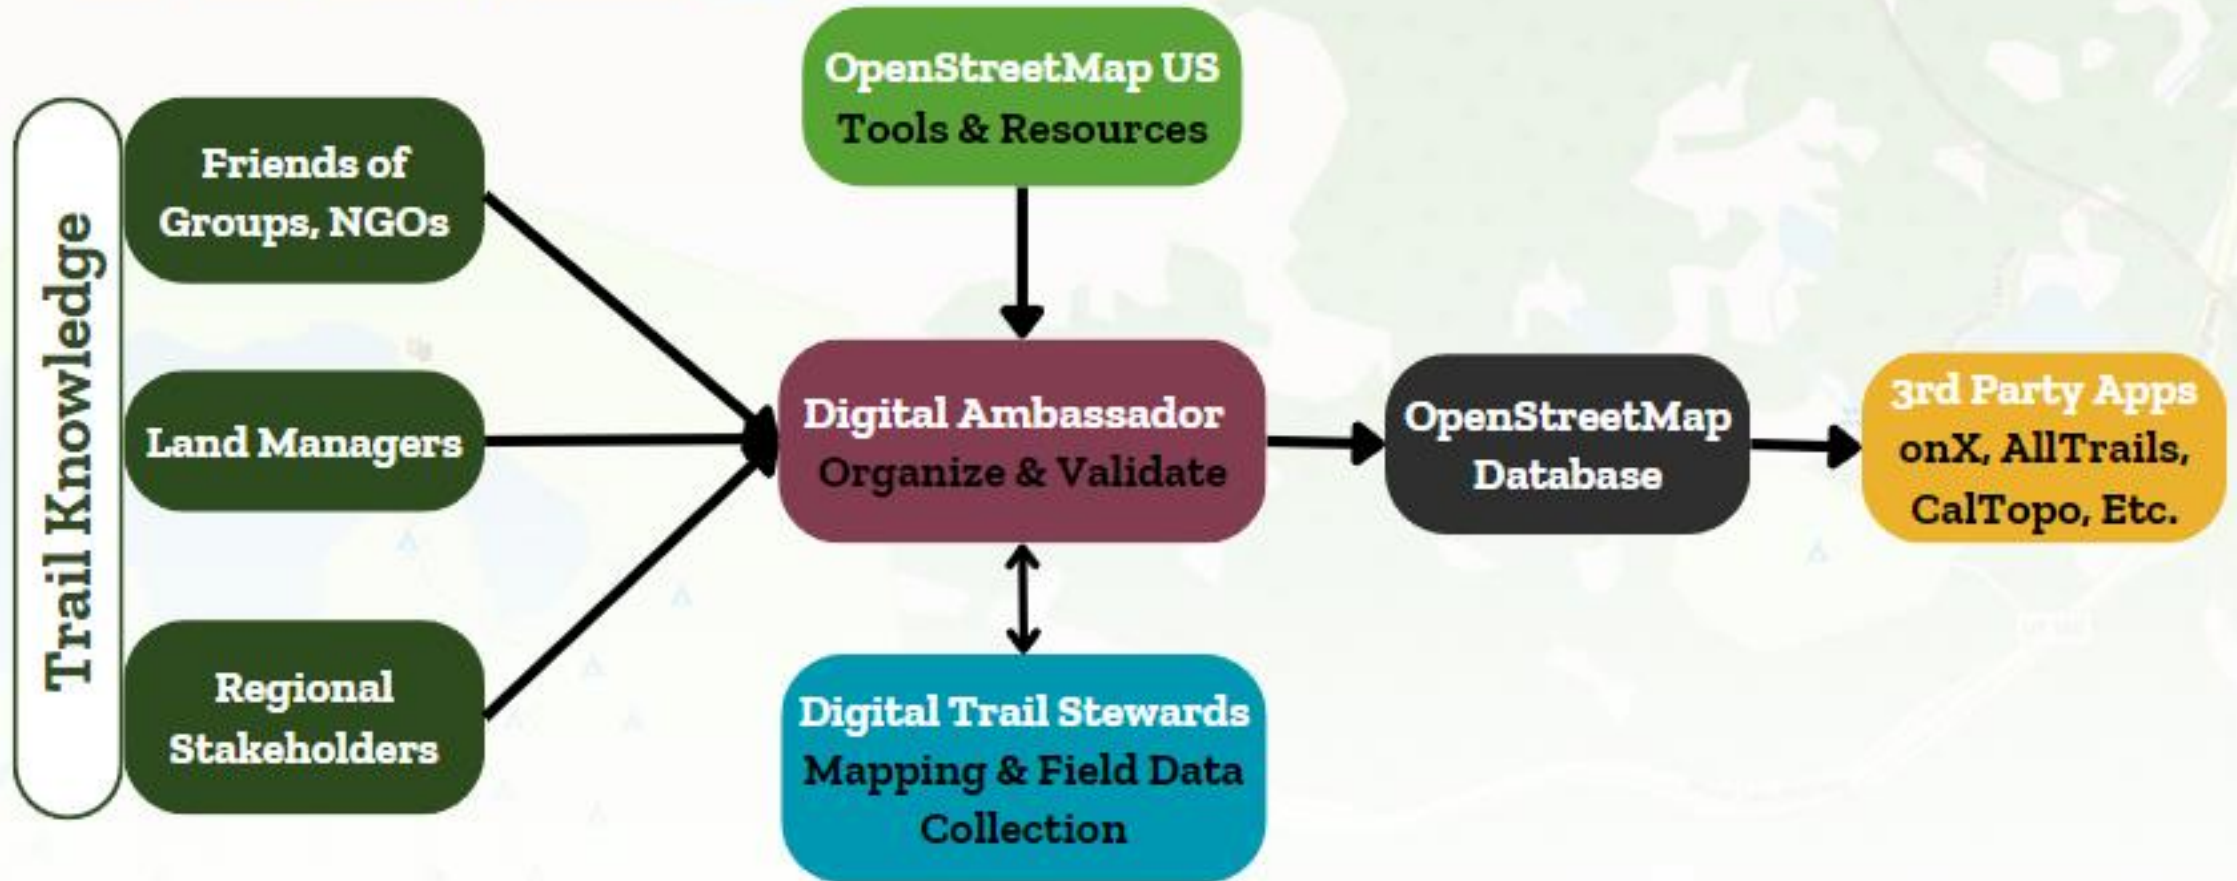 Trail Knowledge
Friends of
Groups, NGOs
Land Managers
Regional
Stakeholders
OpenStreetMap US
Tools & Resources
Digital Ambassador
Organize & Validate
Digital Trail Stewards
Mapping & Field Data
Collection
OpenStreetMap
Database
3rd Party Apps
onX, AllTrails,
CalTopo, Etc.